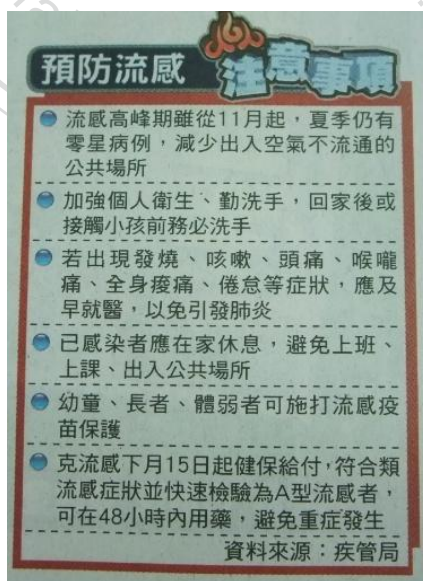 預防流感 注意事項
流感高峰期雖從11月起，夏季仍有
零星病例，減少出入空氣不流通的
公共場所
加強個人衛生、勤洗手，回家後或
接觸小孩前務必洗手
若出現發燒、咳嗽、頭痛、喉嚨
痛、全身痠痛、倦怠等症狀，應及
早就醫，以免引發肺炎
已感染者應在家休息，避免上班、
上課、出入公共場所
幼童、長者、體弱者可施打流感疫
苗保護
克流感下月15日起健保給付，符合類
流感症狀並快速檢驗為A型流感者，
可在48小時內用藥，避免重症發生
資料來源：疾管局